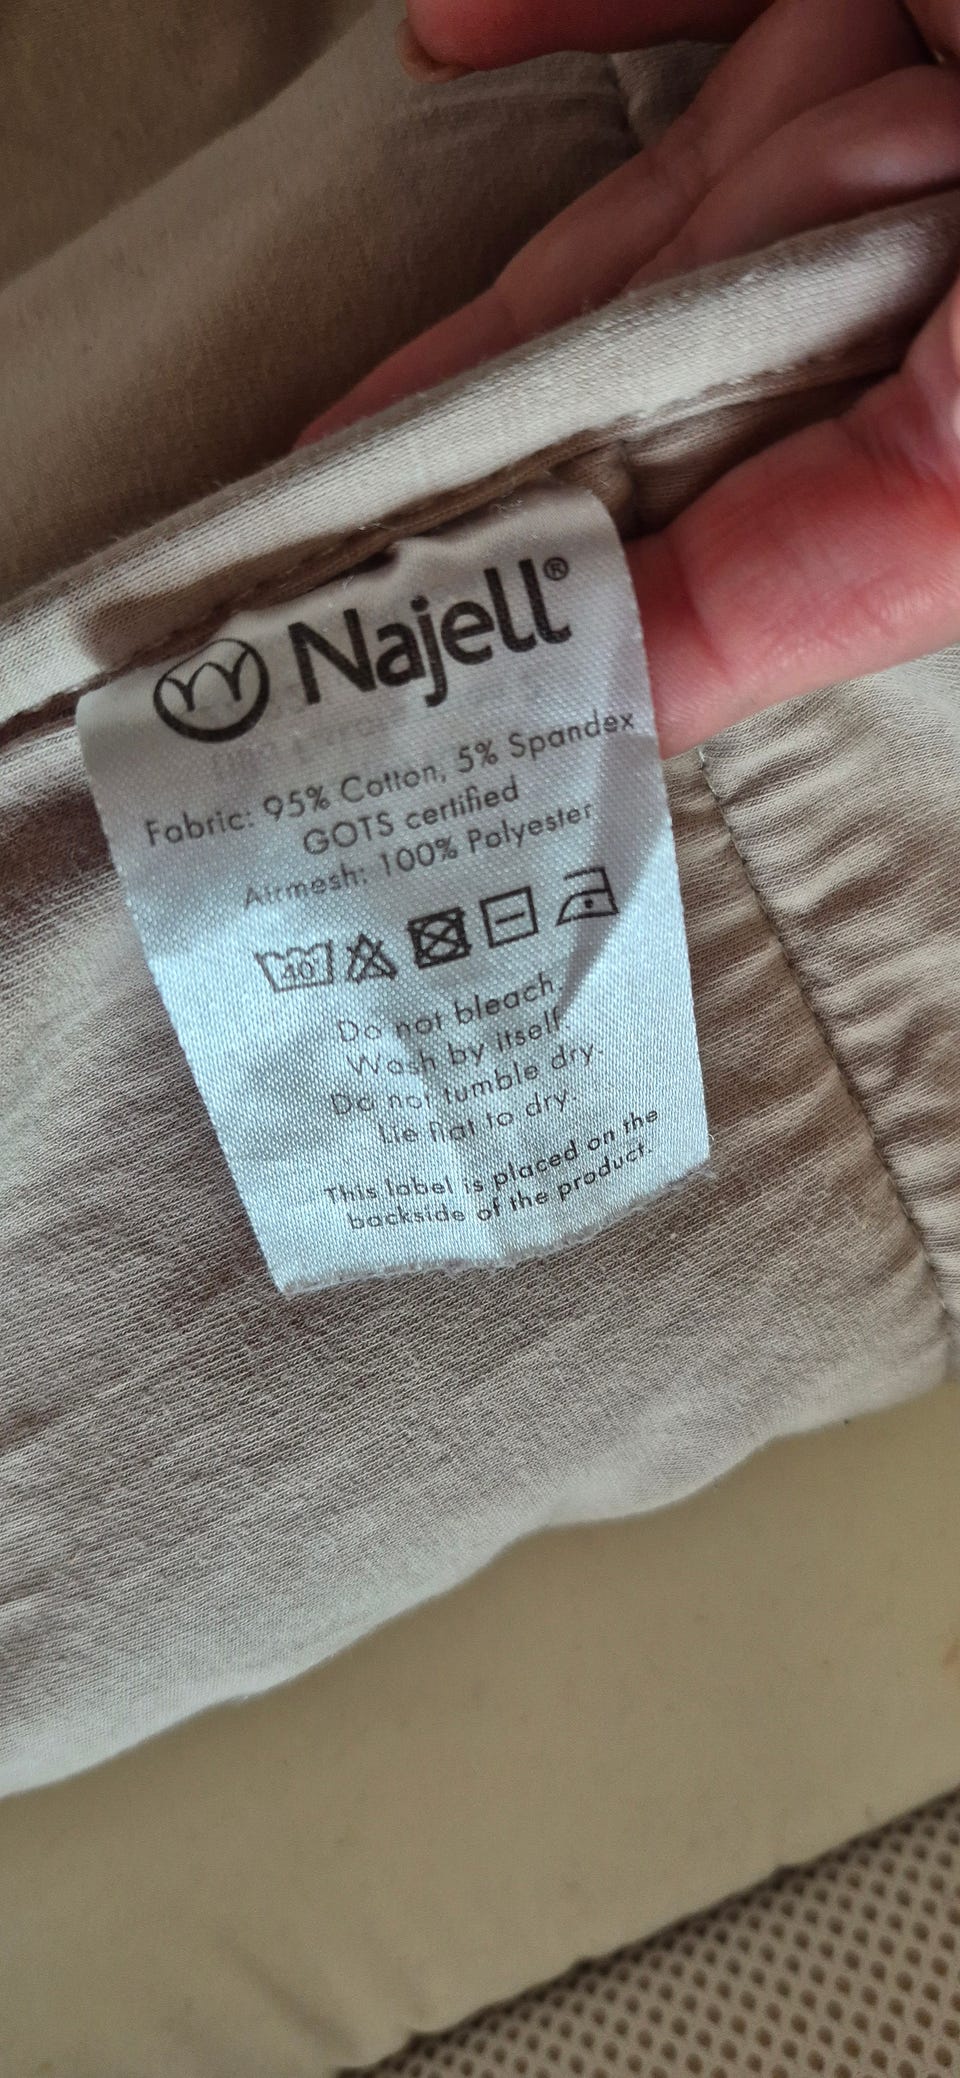 Najell®
Fabric: 95% Cotton, 5% Spandex
GOTS certified
Airmesh: 100% Polyester
40
Do not bleach.
Wash by itself.
Do not tumble dry.
Lie flat to dry.
This label is placed on the
backside of the product.